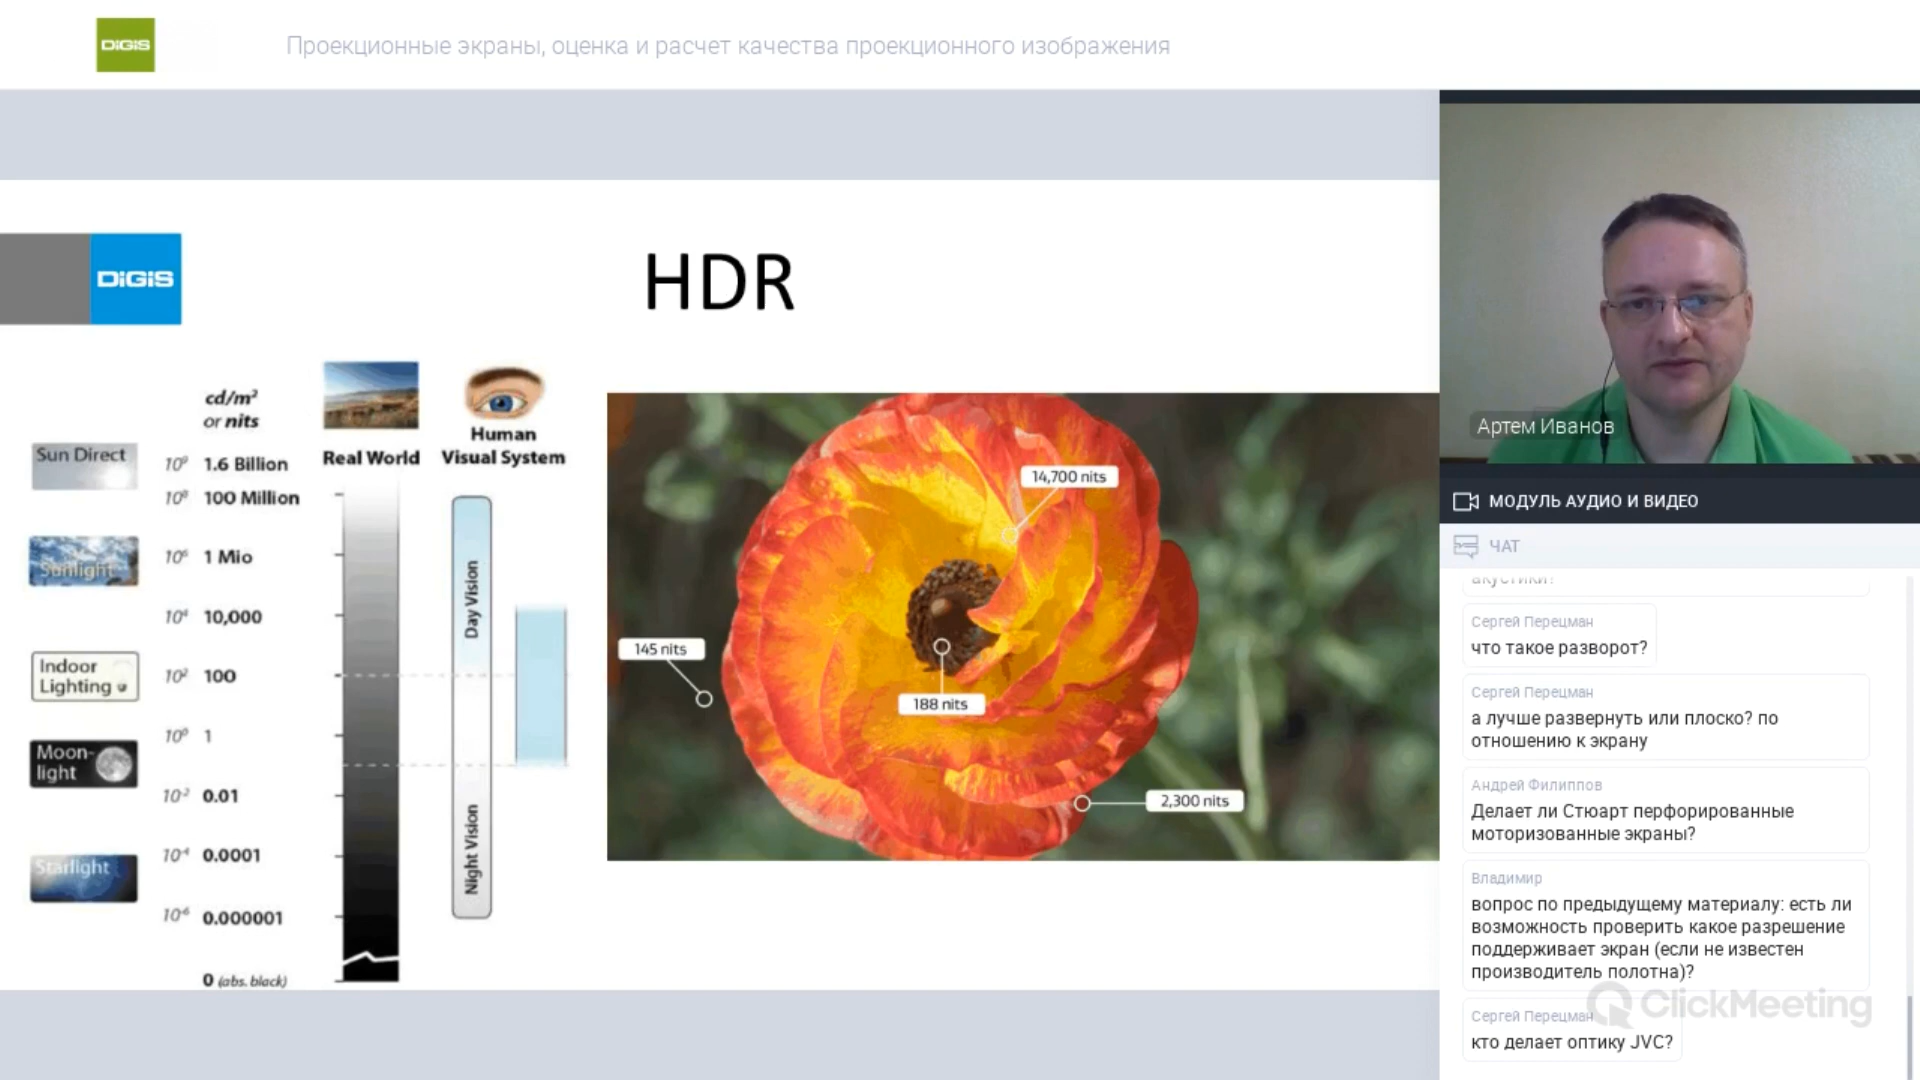 DIGIS
Проекционные экраны, оценка и расчет качества проекционного изображения
DIGIS
HDR
cd/m²
or nits
Real World
Human
Visual System
Sun Direct
10⁹ 1.6 Billion
10⁸ 100 Million
Sunlight
10⁶ 1 Mio
10⁴ 10,000
Indoor
Lighting
10² 100
10⁰ 1
Moon-
light
10⁻² 0.01
10⁻⁴ 0.0001
Starlight
10⁻⁶ 0.000001
0 (abs. black)
Day Vision
Night Vision
14,700 nits
145 nits
188 nits
2,300 nits
Артем Иванов
МОДУЛЬ АУДИО И ВИДЕО
ЧАТ
акустики?
Сергей Перецман
что такое разворот?
Сергей Перецман
а лучше развернуть или плоско? по
отношению к экрану
Андрей Филиппов
Делает ли Стюарт перфорированные
моторизованные экраны?
Владимир
вопрос по предыдущему материалу: есть ли
возможность проверить какое разрешение
поддерживает экран (если не известен
производитель полотна)?
Сергей Перецман
кто делает оптику JVC?
ClickMeeting